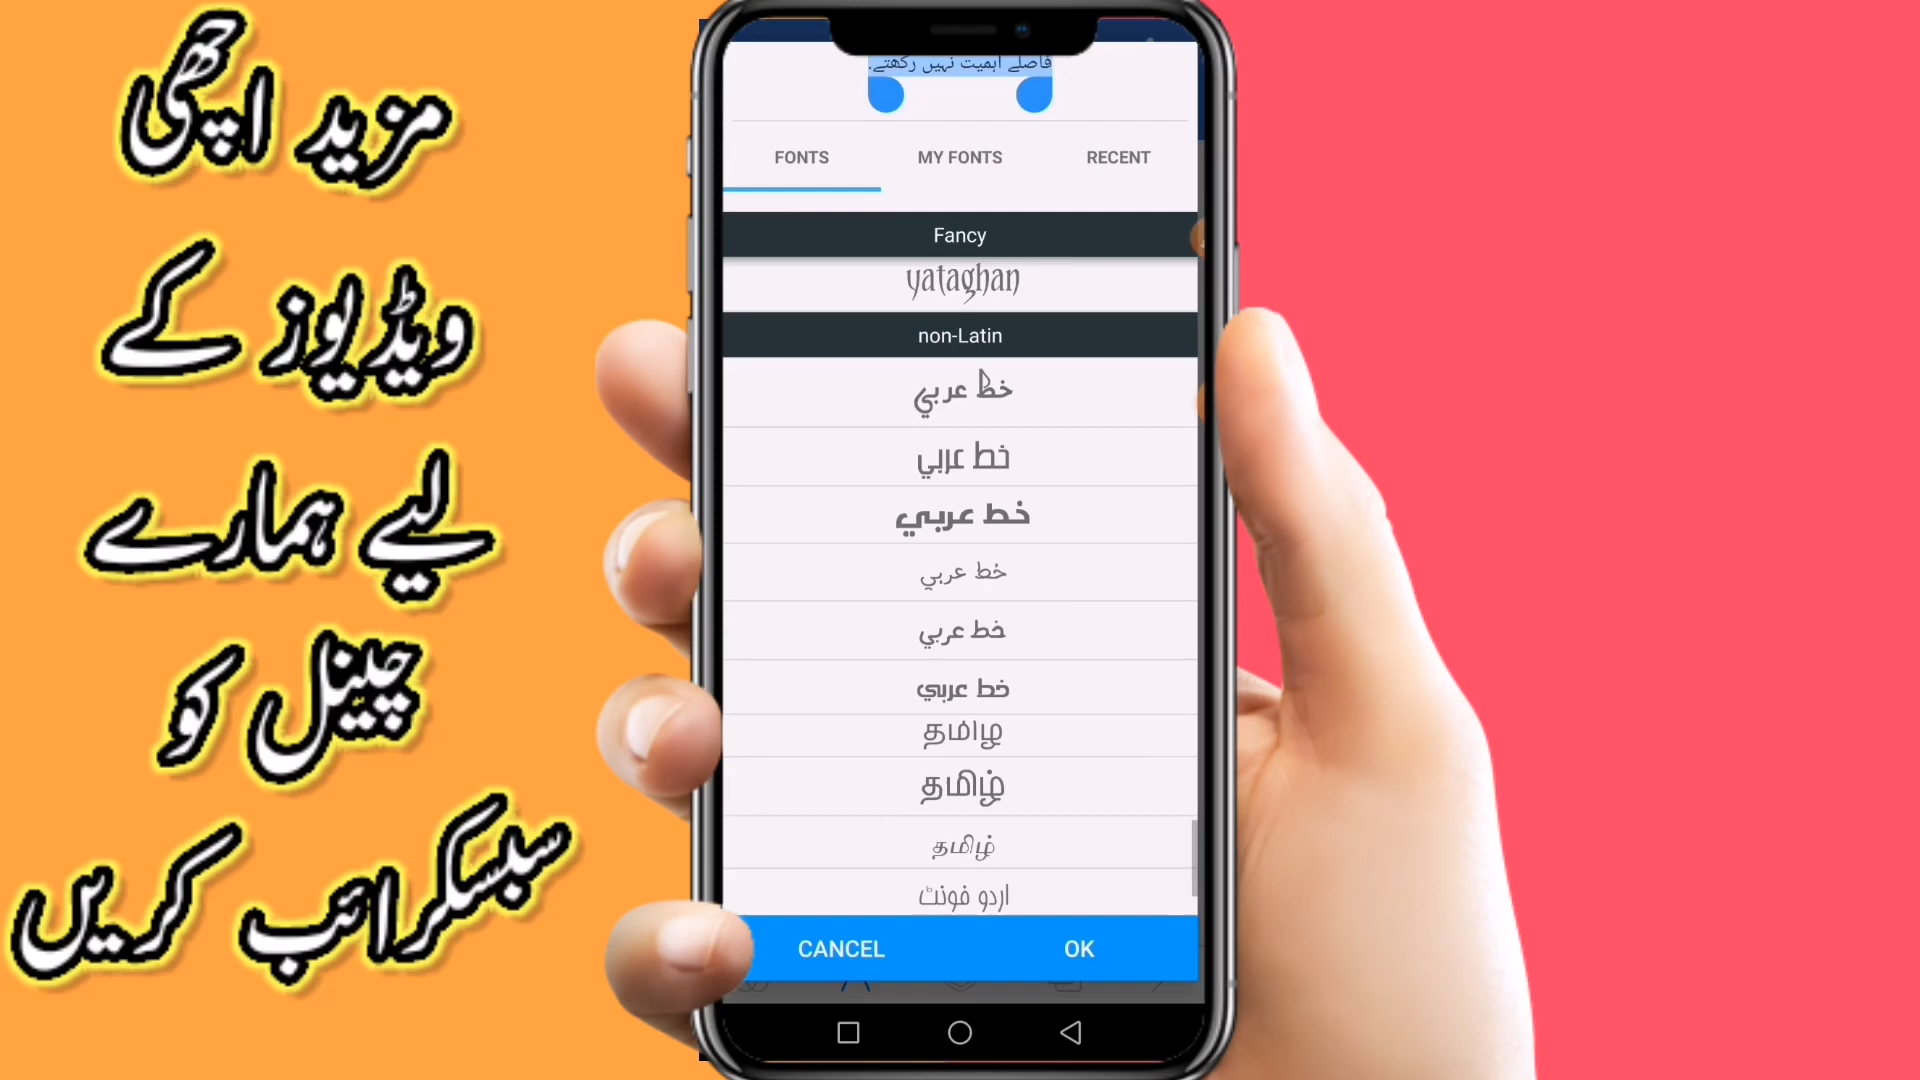 مزید اچھی
ویڈیوز کے
لیے ہمارے
چینل کو
سبسکرائب کریں
فاصلے اہمیت نہیں رکھتے.
FONTS MY FONTS RECENT
Fancy
yataghan
non-Latin
خط عربي
خط عربي
خط عربي
خط عربي
خط عربي
خط عربي
தமிழ
தமிழ்
தமிழ்
اردو فونٹ
CANCEL OK